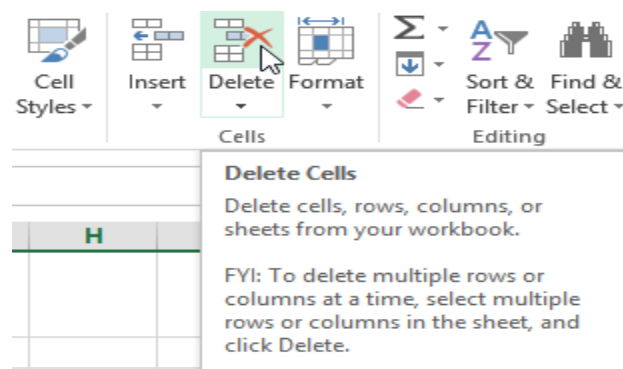 Cell Styles
Insert
Delete
Format
Sort & Filter
Find & Select
Cells
Editing
Delete Cells
Delete cells, rows, columns, or
sheets from your workbook.
FYI: To delete multiple rows or
columns at a time, select multiple
rows or columns in the sheet, and
click Delete.
H